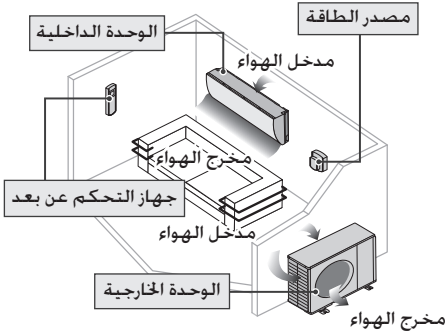 مصدر الطاقة
الوحدة الداخلية
مدخل الهواء
مخرج الهواء
جهاز التحكم عن بعد
مدخل الهواء
الوحدة الخارجية
مخرج الهواء